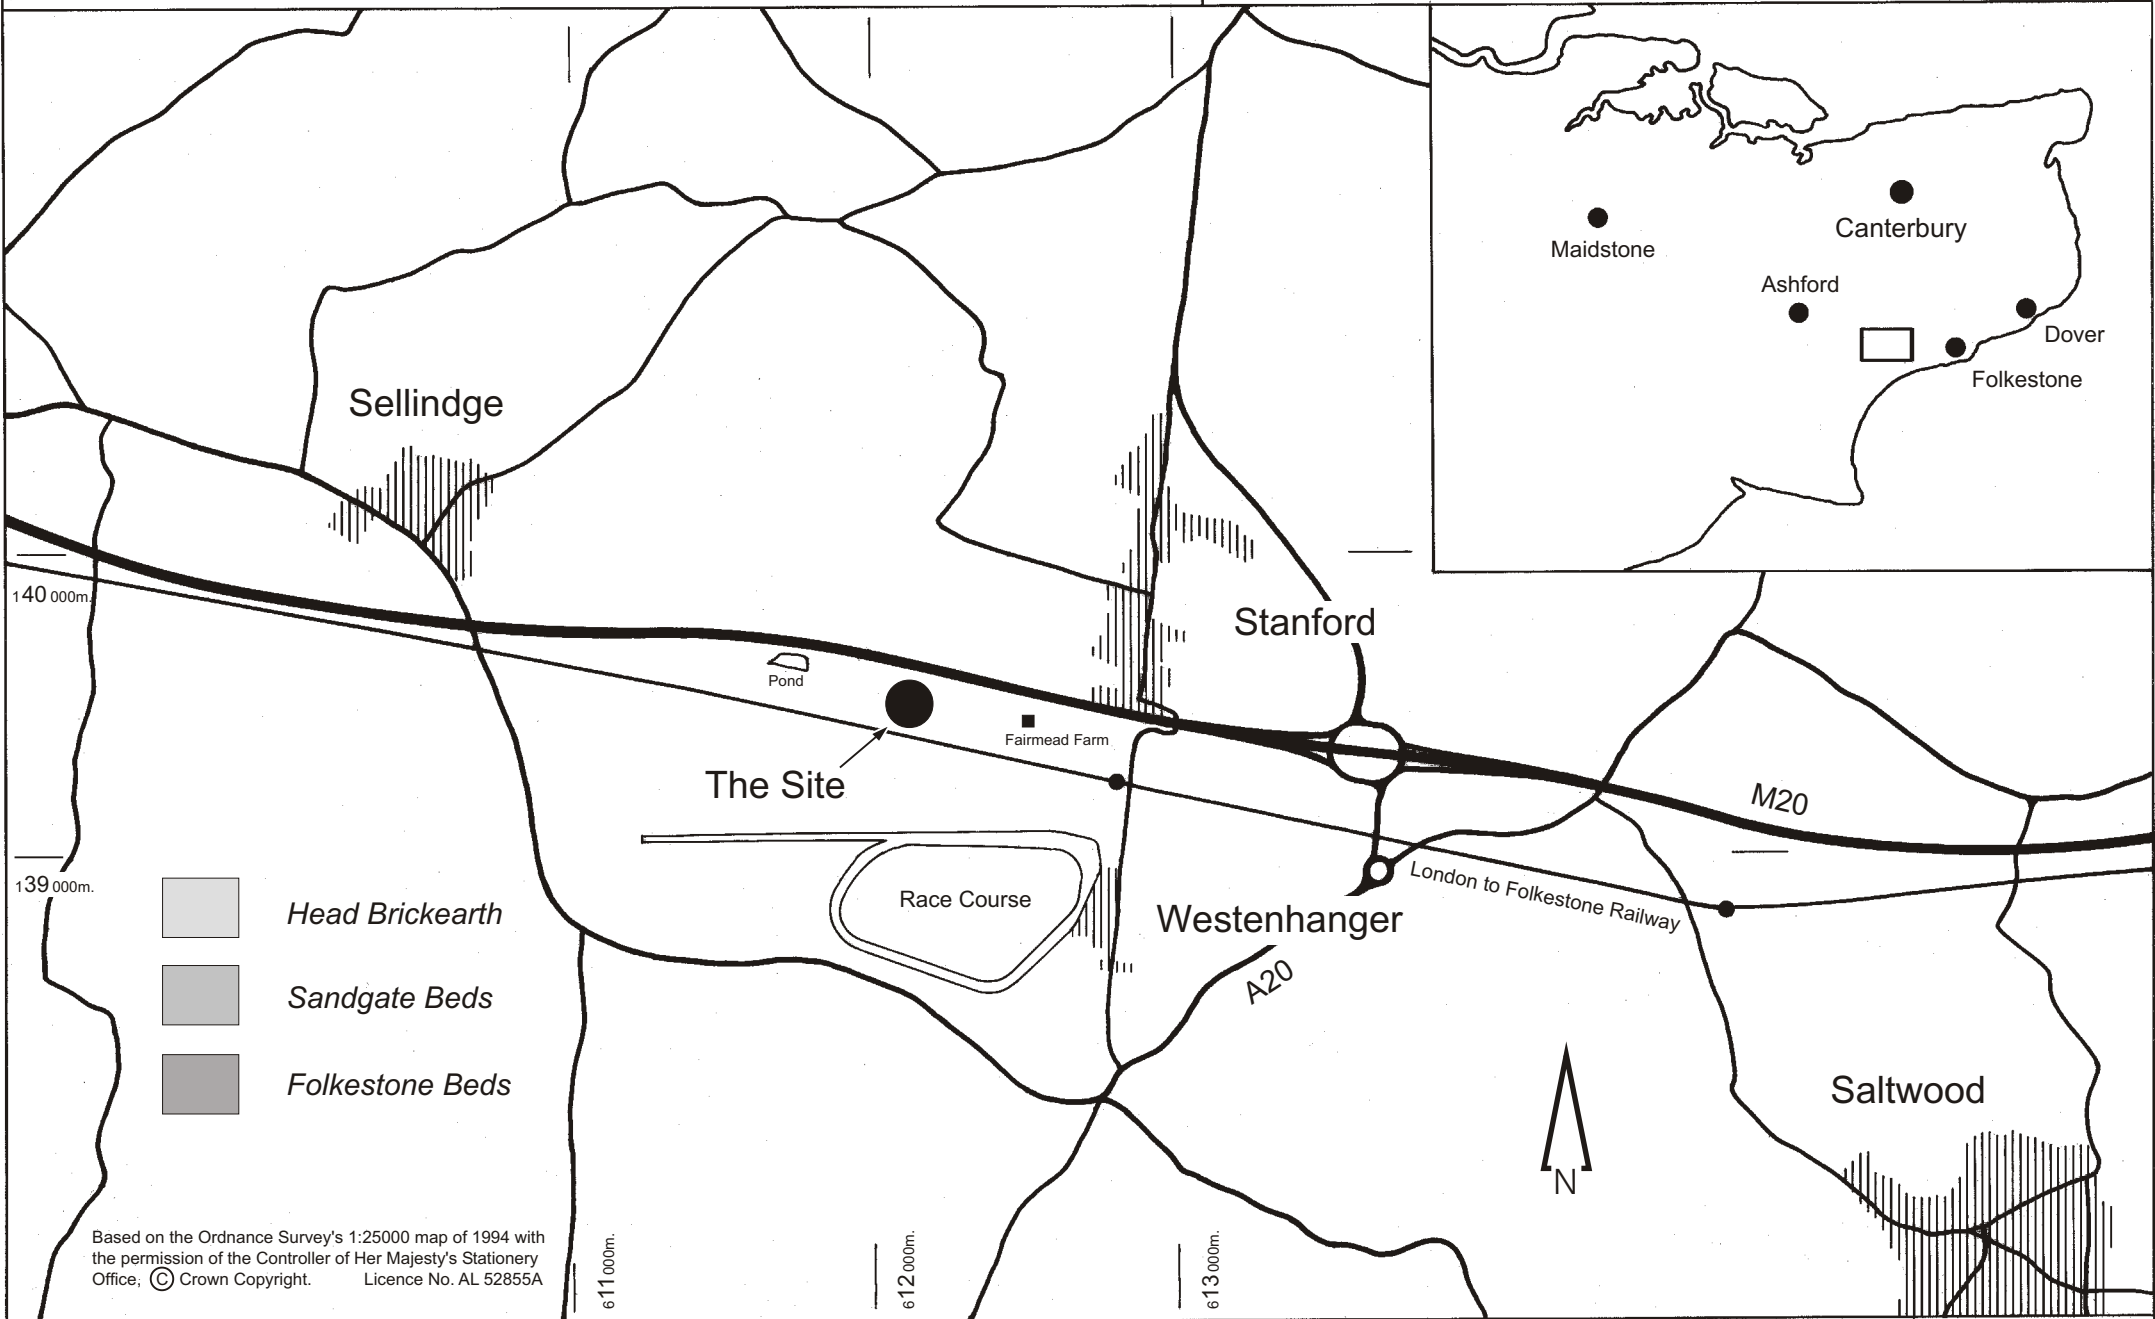 Maidstone
Canterbury
Ashford
Dover
Folkestone
Sellindge
140 000m.
Stanford
Pond
Fairmead Farm
The Site
M20
139 000m.
Race Course
London to Folkestone Railway
Westenhanger
A20
Head Brickearth
Sandgate Beds
Folkestone Beds
Saltwood
N
Based on the Ordnance Survey's 1:25000 map of 1994 with
the permission of the Controller of Her Majesty's Stationery
Office; © Crown Copyright. Licence No. AL 52855A
611 000m.
612 000m.
613 000m.